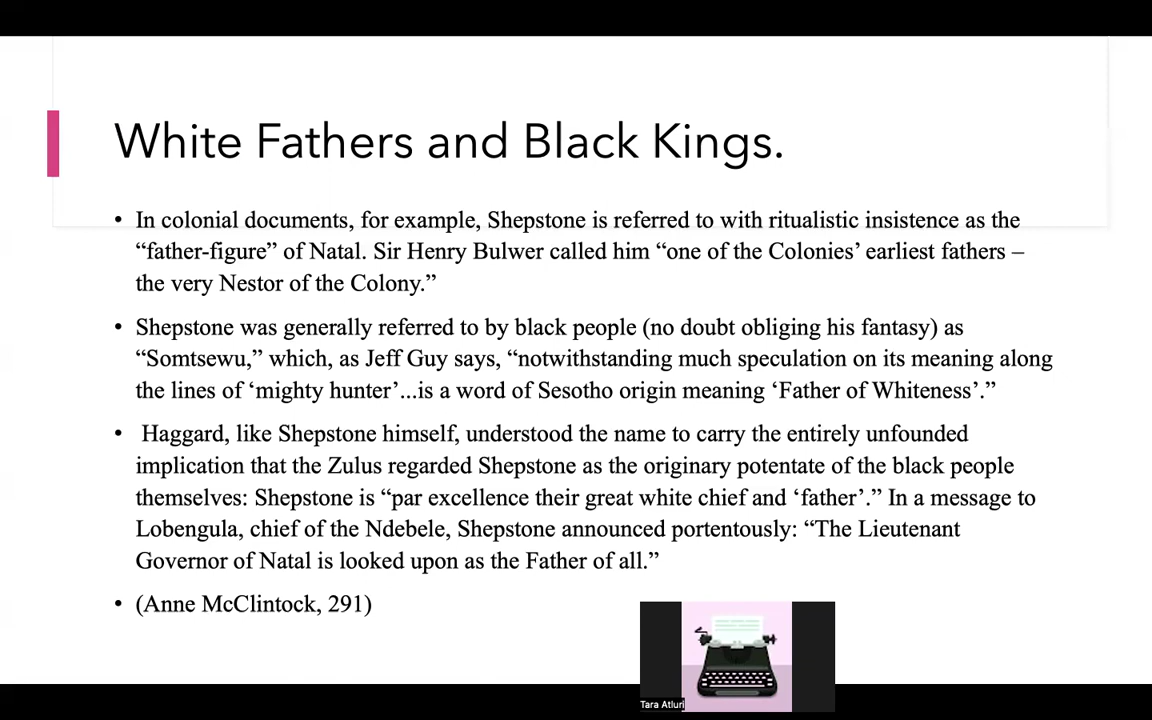 White Fathers and Black Kings.
• In colonial documents, for example, Shepstone is referred to with ritualistic insistence as the
“father-figure” of Natal. Sir Henry Bulwer called him “one of the Colonies’ earliest fathers –
the very Nestor of the Colony.”
• Shepstone was generally referred to by black people (no doubt obliging his fantasy) as
“Somtsewu,” which, as Jeff Guy says, “notwithstanding much speculation on its meaning along
the lines of ‘mighty hunter’...is a word of Sesotho origin meaning ‘Father of Whiteness’.”
• Haggard, like Shepstone himself, understood the name to carry the entirely unfounded
implication that the Zulus regarded Shepstone as the originary potentate of the black people
themselves: Shepstone is “par excellence their great white chief and ‘father’.” In a message to
Lobengula, chief of the Ndebele, Shepstone announced portentously: “The Lieutenant
Governor of Natal is looked upon as the Father of all.”
• (Anne McClintock, 291)
Tara Atluri